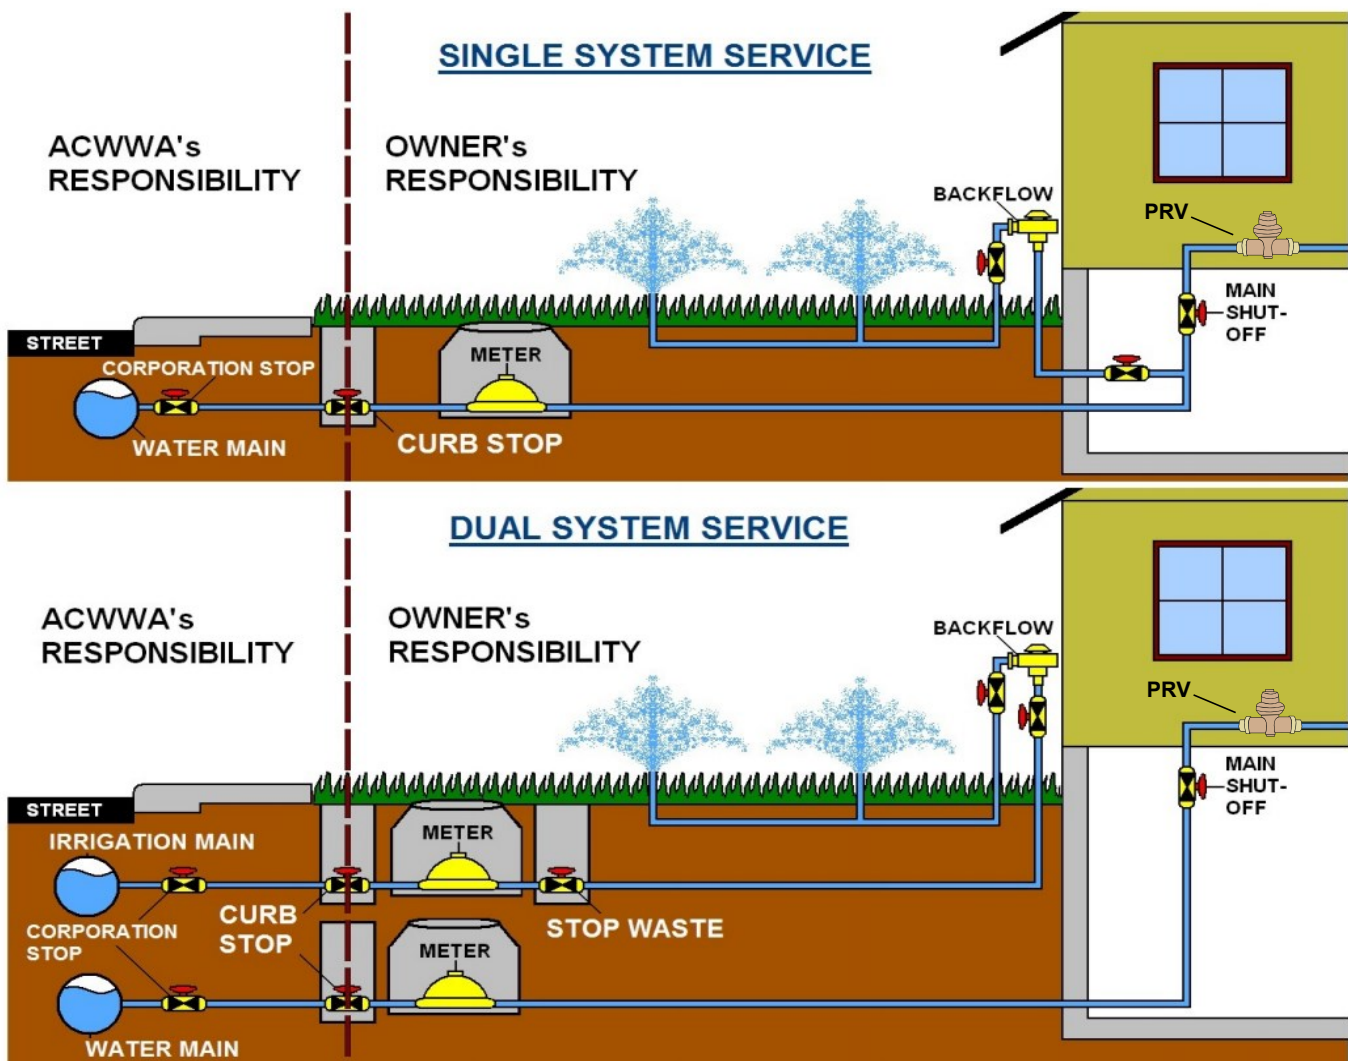 SINGLE SYSTEM SERVICE
ACWWA's
RESPONSIBILITY
OWNER's
RESPONSIBILITY
BACKFLOW
PRV
MAIN
SHUT-
OFF
STREET
CORPORATION STOP
METER
WATER MAIN
CURB STOP
DUAL SYSTEM SERVICE
ACWWA's
RESPONSIBILITY
OWNER's
RESPONSIBILITY
BACKFLOW
PRV
MAIN
SHUT-
OFF
STREET
IRRIGATION MAIN
METER
CORPORATION
STOP
CURB
STOP
STOP WASTE
METER
WATER MAIN